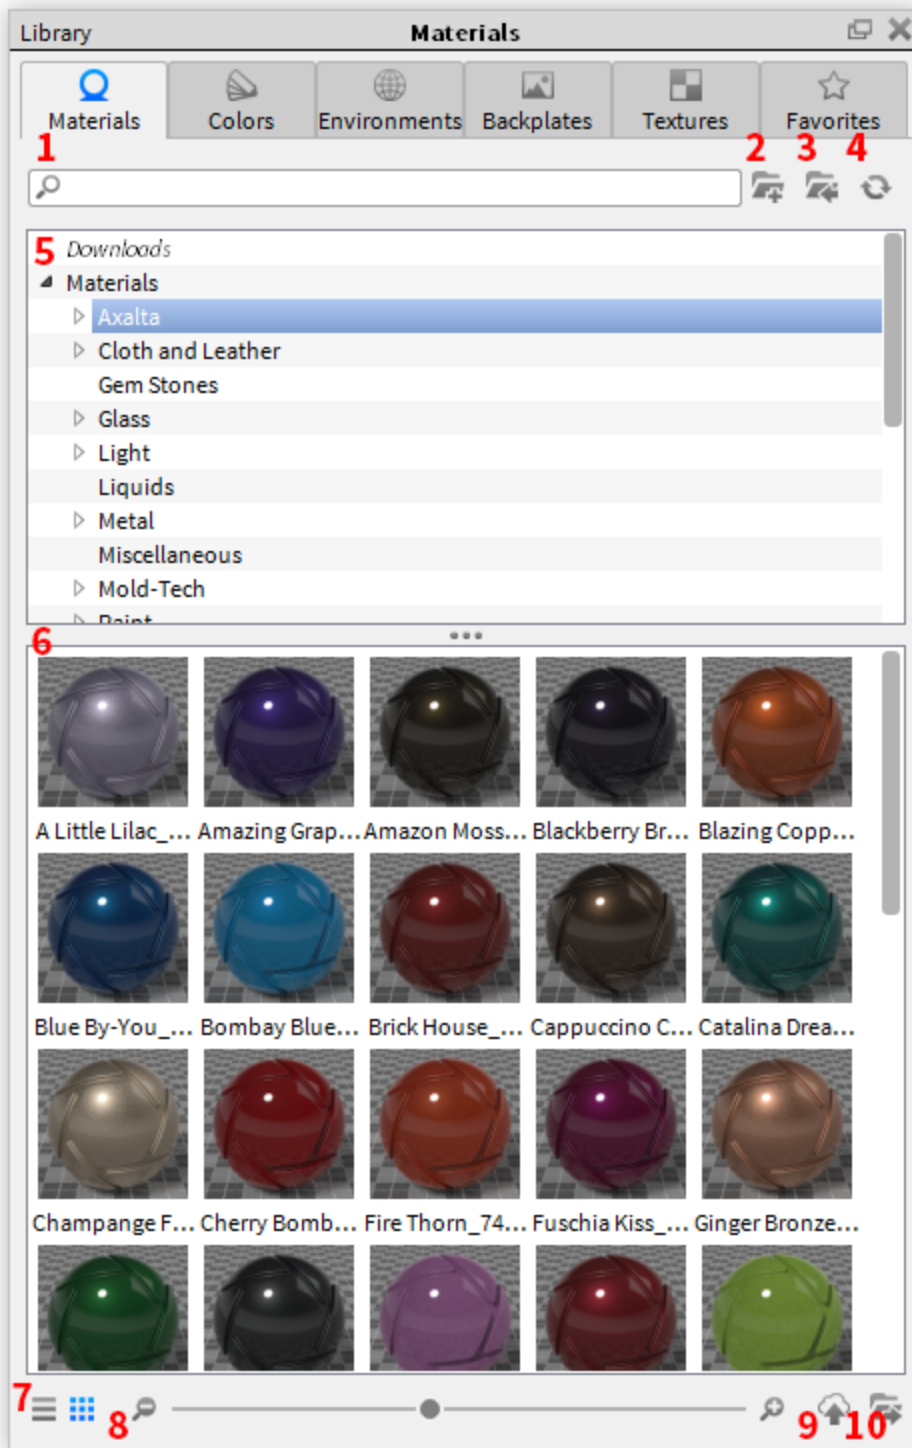 Library Materials
Materials Colors Environments Backplates Textures Favorites
1 2 3 4
5 Downloads
Materials
Axalta
Cloth and Leather
Gem Stones
Glass
Light
Liquids
Metal
Miscellaneous
Mold-Tech
Paint
6
A Little Lilac_... Amazing Grap... Amazon Moss... Blackberry Br... Blazing Copp...
Blue By-You_... Bombay Blue... Brick House_... Cappuccino C... Catalina Drea...
Champange F... Cherry Bomb... Fire Thorn_74... Fuschia Kiss_... Ginger Bronze...
7 8 9 10